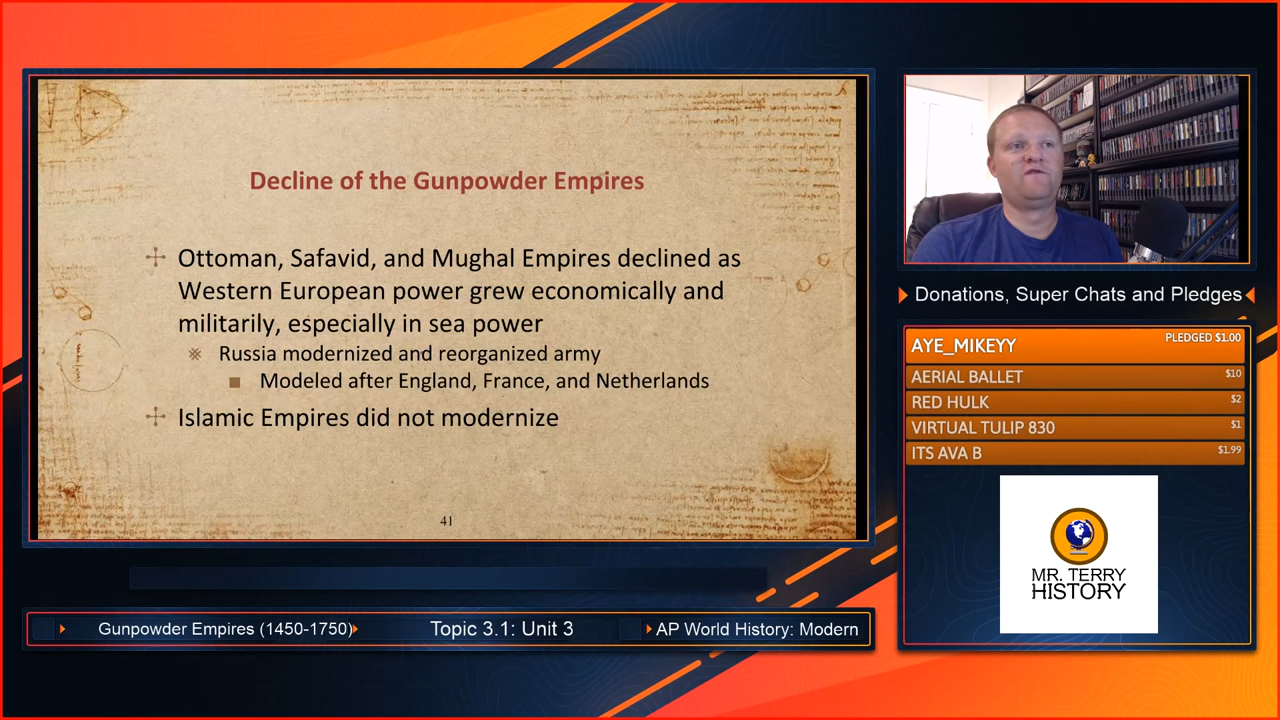 Decline of the Gunpowder Empires
Ottoman, Safavid, and Mughal Empires declined as
Western European power grew economically and
militarily, especially in sea power
Russia modernized and reorganized army
Modeled after England, France, and Netherlands
Islamic Empires did not modernize
41
Donations, Super Chats and Pledges
AYE_MIKEYY PLEDGED $1.00
AERIAL BALLET $10
RED HULK $2
VIRTUAL TULIP 830 $1
ITS AVA B $1.99
MR. TERRY
HISTORY
Gunpowder Empires (1450-1750) Topic 3.1: Unit 3 AP World History: Modern